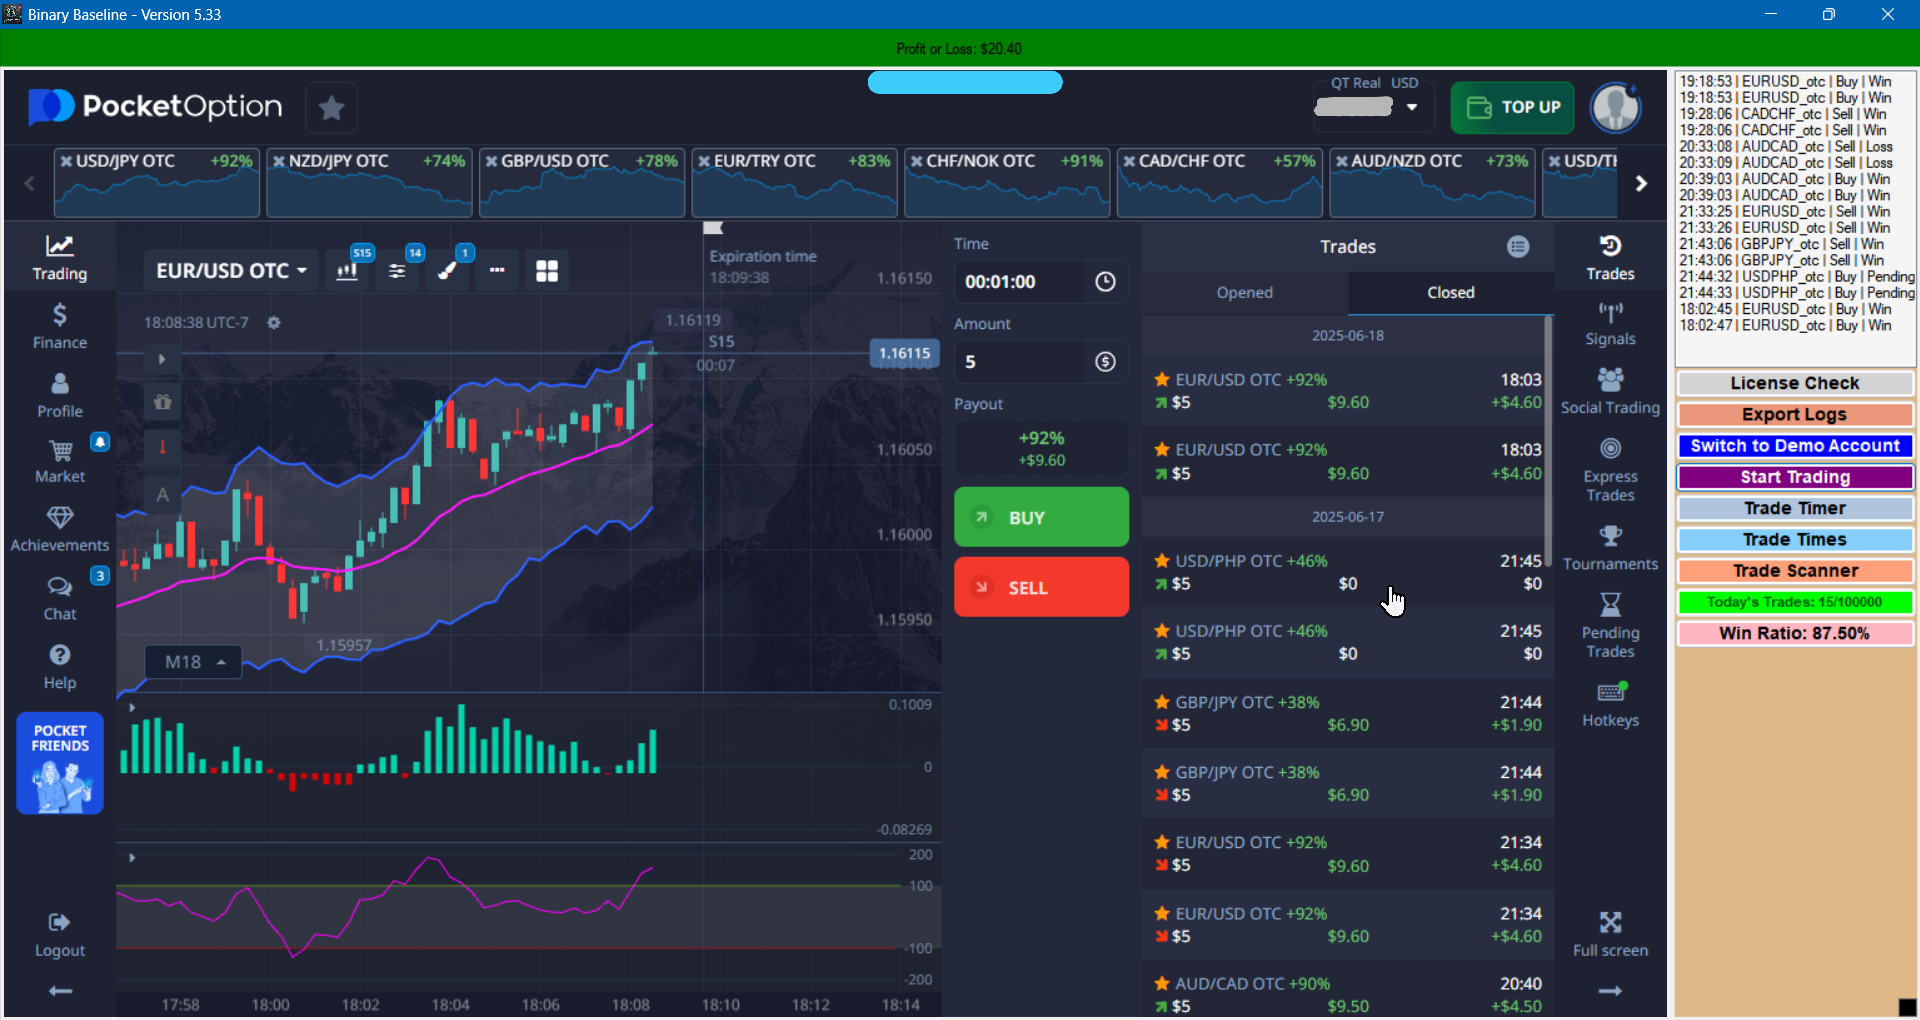 Binary Baseline - Version 5.33
Profit or Loss: $20.40
PocketOption
QT Real USD
TOP UP
USD/JPY OTC +92%
NZD/JPY OTC +74%
GBP/USD OTC +78%
EUR/TRY OTC +83%
CHF/NOK OTC +91%
CAD/CHF OTC +57%
AUD/NZD OTC +73%
USD/TH
Trading
Finance
Profile
Market
Achievements
3
Chat
Help
POCKET
FRIENDS
Logout
EUR/USD OTC
S15
14
1
Expiration time
18:09:38
18:08:38 UTC-7
1.16119
S15
00:07
1.16150
1.16115
1.16050
1.16000
1.15950
A
1.15957
M18
0.1009
0
-0.08269
200
100
-100
-200
17:58
18:00
18:02
18:04
18:06
18:08
18:10
18:12
18:14
Time
00:01:00
Amount
5
Payout
+92%
+$9.60
BUY
SELL
Trades
Opened
Closed
2025-06-18
EUR/USD OTC +92% 18:03
$5 $9.60 +$4.60
EUR/USD OTC +92% 18:03
$5 $9.60 +$4.60
2025-06-17
USD/PHP OTC +46% 21:45
$5 $0 $0
USD/PHP OTC +46% 21:45
$5 $0 $0
GBP/JPY OTC +38% 21:44
$5 $6.90 +$1.90
GBP/JPY OTC +38% 21:44
$5 $6.90 +$1.90
EUR/USD OTC +92% 21:34
$5 $9.60 +$4.60
EUR/USD OTC +92% 21:34
$5 $9.60 +$4.60
AUD/CAD OTC +90% 20:40
$5 $9.50 +$4.50
Trades
Signals
Social Trading
Express
Trades
Tournaments
Pending
Trades
Hotkeys
Full screen
19:18:53 | EURUSD_otc | Buy | Win
19:18:53 | EURUSD_otc | Buy | Win
19:28:06 | CADCHF_otc | Sell | Win
19:28:06 | CADCHF_otc | Sell | Win
20:33:08 | AUDCAD_otc | Sell | Loss
20:33:09 | AUDCAD_otc | Sell | Loss
20:39:03 | AUDCAD_otc | Buy | Win
20:39:03 | AUDCAD_otc | Buy | Win
21:33:25 | EURUSD_otc | Sell | Win
21:33:26 | EURUSD_otc | Sell | Win
21:43:06 | GBPJPY_otc | Sell | Win
21:43:06 | GBPJPY_otc | Sell | Win
21:44:32 | USDPHP_otc | Buy | Pending
21:44:33 | USDPHP_otc | Buy | Pending
18:02:45 | EURUSD_otc | Buy | Win
18:02:47 | EURUSD_otc | Buy | Win
License Check
Export Logs
Switch to Demo Account
Start Trading
Trade Timer
Trade Times
Trade Scanner
Today's Trades: 15/100000
Win Ratio: 87.50%